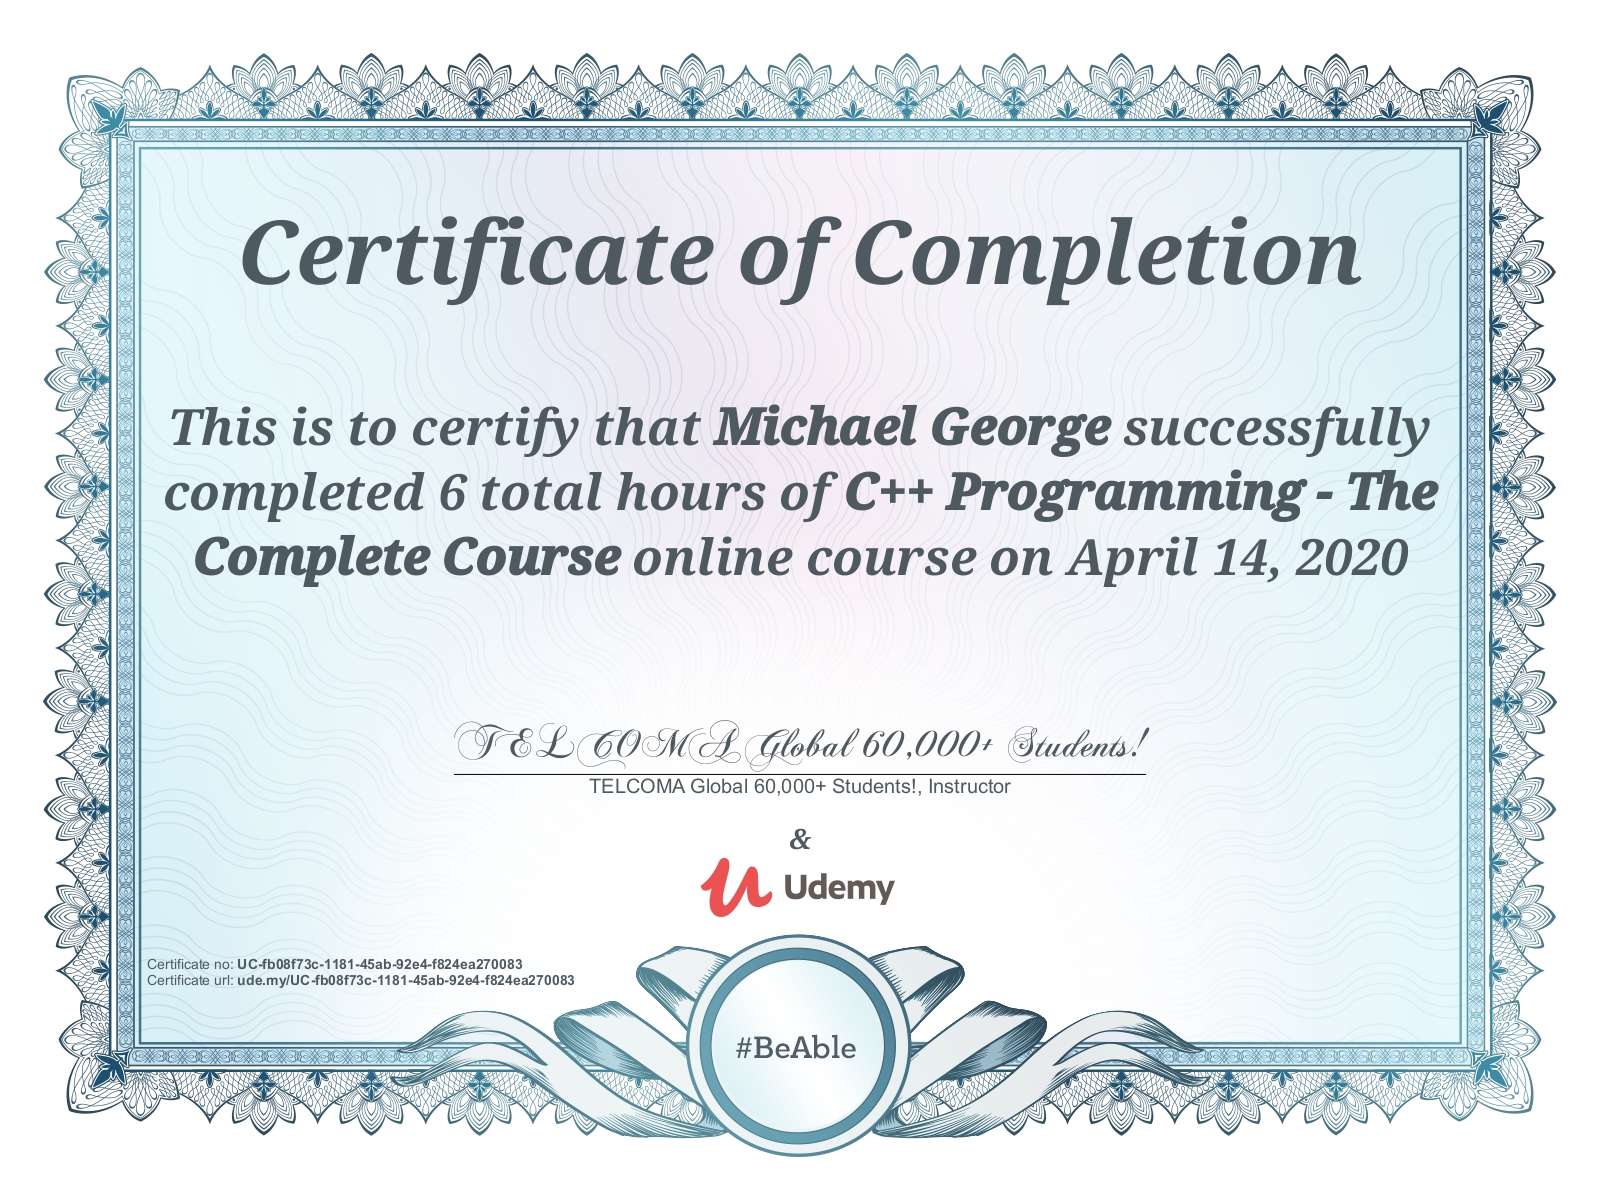 Certificate of Completion
This is to certify that Michael George successfully
completed 6 total hours of C++ Programming - The
Complete Course online course on April 14, 2020
TELCOMA Global 60,000+ Students!
TELCOMA Global 60,000+ Students!, Instructor
&
Udemy
Certificate no: UC-fb08f73c-1181-45ab-92e4-f824ea270083
Certificate url: ude.my/UC-fb08f73c-1181-45ab-92e4-f824ea270083
#BeAble